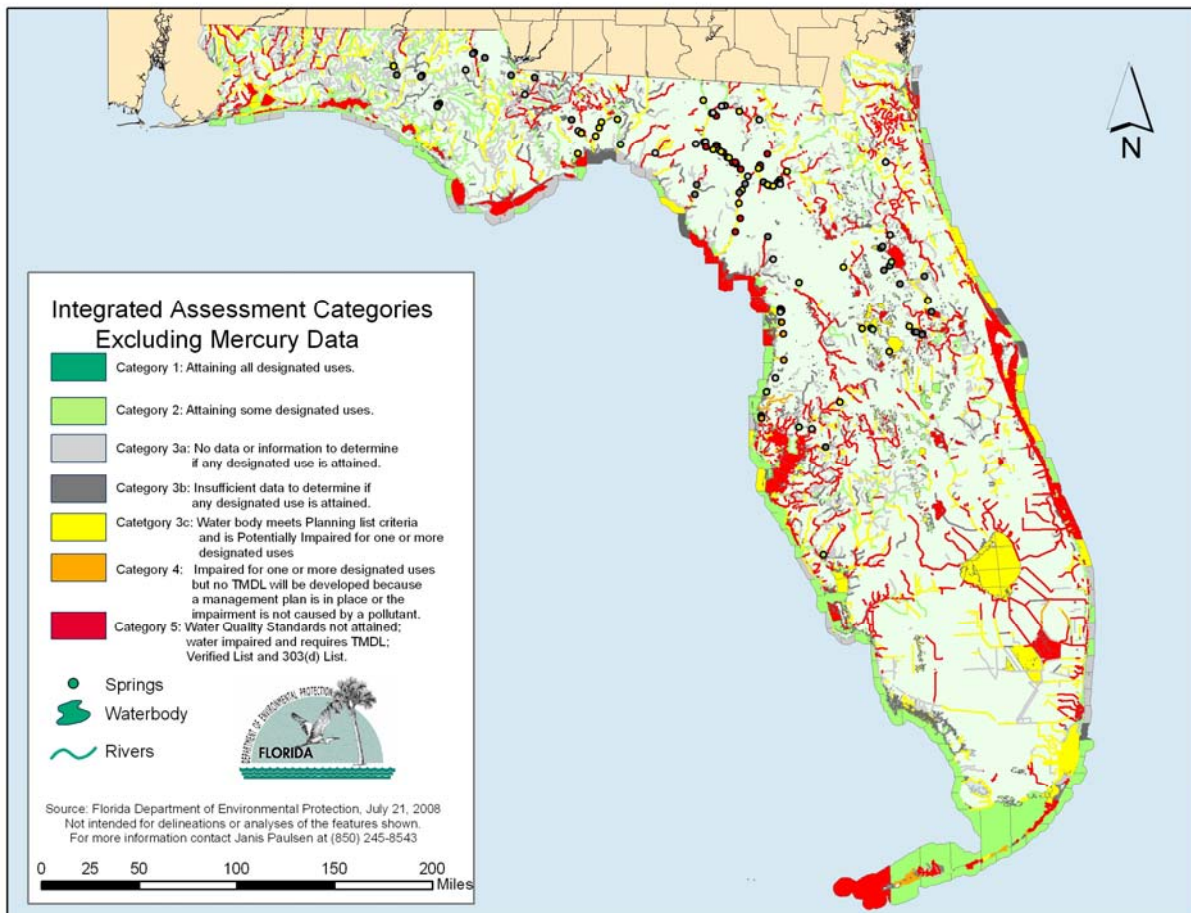 N
Integrated Assessment Categories
Excluding Mercury Data
Category 1: Attaining all designated uses.
Category 2: Attaining some designated uses.
Category 3a: No data or information to determine
if any designated use is attained.
Category 3b: Insufficient data to determine if
any designated use is attained.
Category 3c: Water body meets Planning list criteria
and is Potentially Impaired for one or more
designated uses
Category 4: Impaired for one or more designated uses
but no TMDL will be developed because
a management plan is in place or the
impairment is not caused by a pollutant.
Category 5: Water Quality Standards not attained;
water impaired and requires TMDL;
Verified List and 303(d) List.
Springs
Waterbody
Rivers
DEPARTMENT OF ENVIRONMENTAL PROTECTION
FLORIDA
Source: Florida Department of Environmental Protection, July 21, 2008
Not intended for delineations or analyses of the features shown.
For more information contact Janis Paulsen at (850) 245-8543
0 25 50 100 150 200
Miles